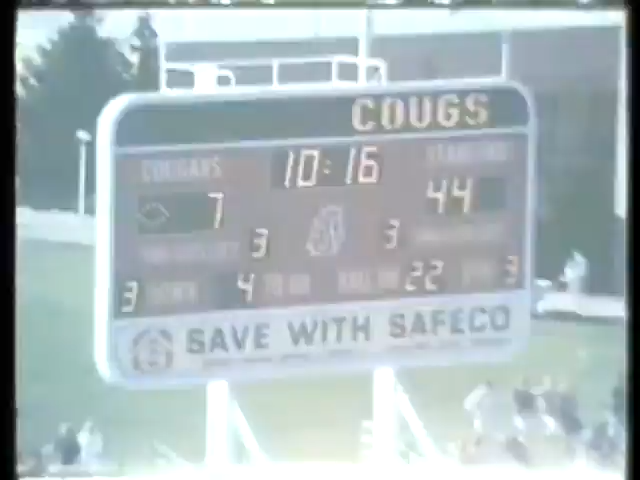 COUGS
COUGARS 10:16 STANFORD
7 44
3 3
3 DOWN 4 TO GO BALL ON 22 QTR 3
SAVE WITH SAFECO